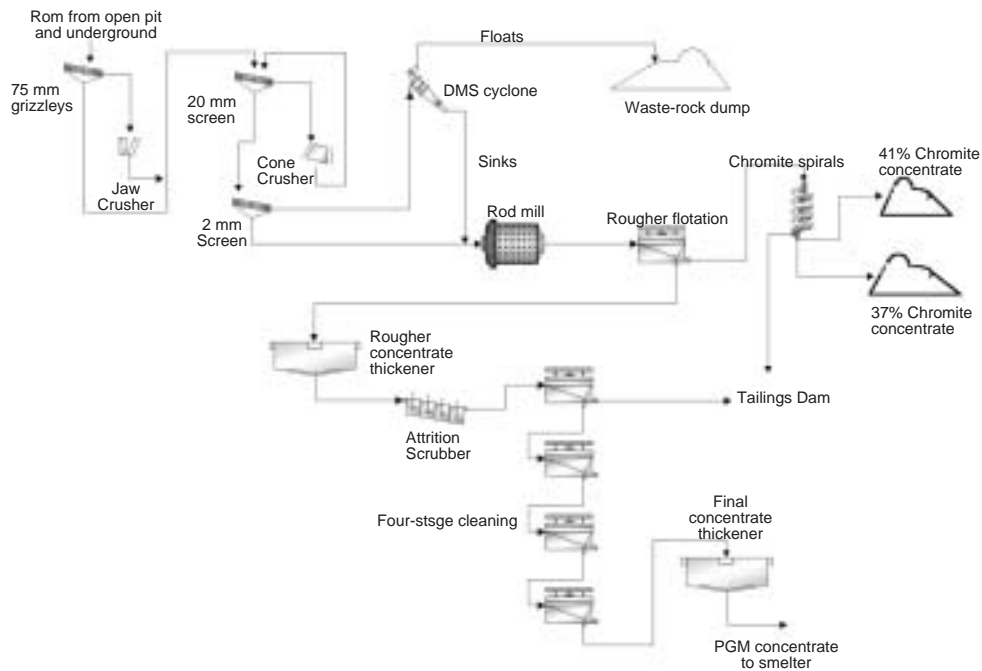 Rom from open pit
and underground
75 mm
grizzleys
Jaw
Crusher
20 mm
screen
Cone
Crusher
2 mm
Screen
Floats
DMS cyclone
Sinks
Waste-rock dump
Rod mill
Rougher flotation
Chromite spirals
41% Chromite
concentrate
37% Chromite
concentrate
Rougher
concentrate
thickener
Attrition
Scrubber
Tailings Dam
Four-stsge cleaning
Final
concentrate
thickener
PGM concentrate
to smelter